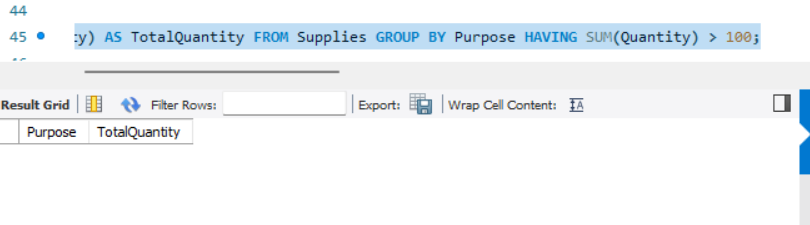 44
45 ty) AS TotalQuantity FROM Supplies GROUP BY Purpose HAVING SUM(Quantity) > 100;
Result Grid Filter Rows: Export: Wrap Cell Content: IA
Purpose TotalQuantity